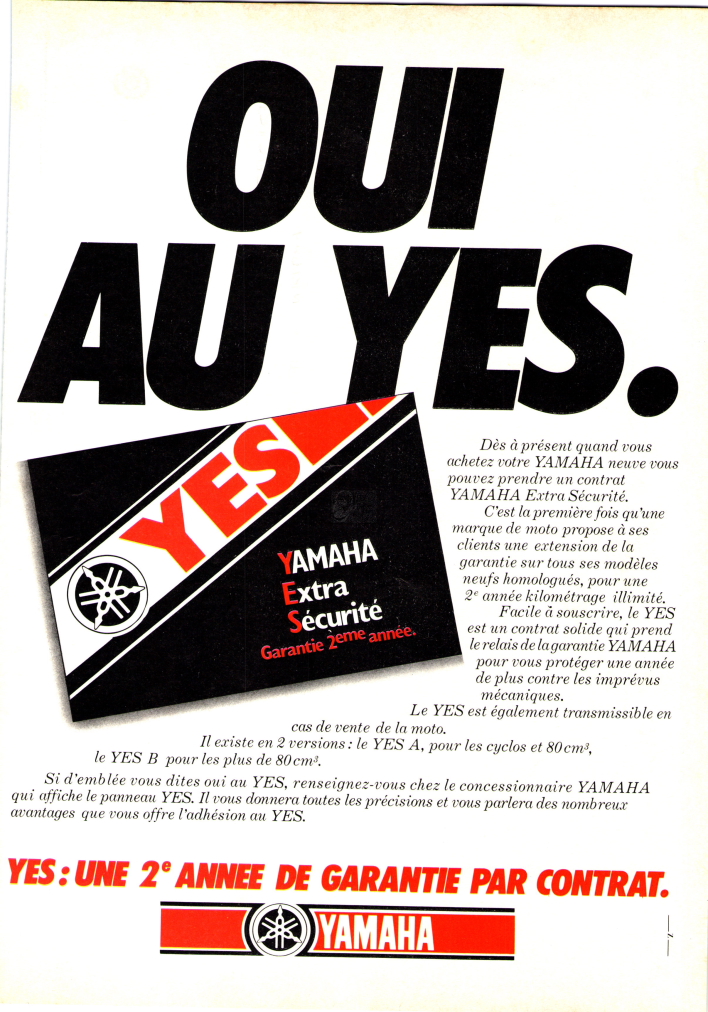 OUI
AU YES.
YES
YAMAHA
Extra
Sécurité
Garantie 2eme année.
Dès à présent quand vous
achetez votre YAMAHA neuve vous
pouvez prendre un contrat
YAMAHA Extra Sécurité.
C'est la première fois qu'une
marque de moto propose à ses
clients une extension de la
garantie sur tous ses modèles
neufs homologués, pour une
2e année kilométrage illimité.
Facile à souscrire, le YES
est un contrat solide qui prend
le relais de la garantie YAMAHA
pour vous protéger une année
de plus contre les imprévus
mécaniques.
Le YES est également transmissible en
cas de vente de la moto.
Il existe en 2 versions : le YES A, pour les cyclos et 80 cm³,
le YES B pour les plus de 80 cm³.
Si d'emblée vous dites oui au YES, renseignez-vous chez le concessionnaire YAMAHA
qui affiche le panneau YES. Il vous donnera toutes les précisions et vous parlera des nombreux
avantages que vous offre l'adhésion au YES.
YES : UNE 2e ANNEE DE GARANTIE PAR CONTRAT.
YAMAHA